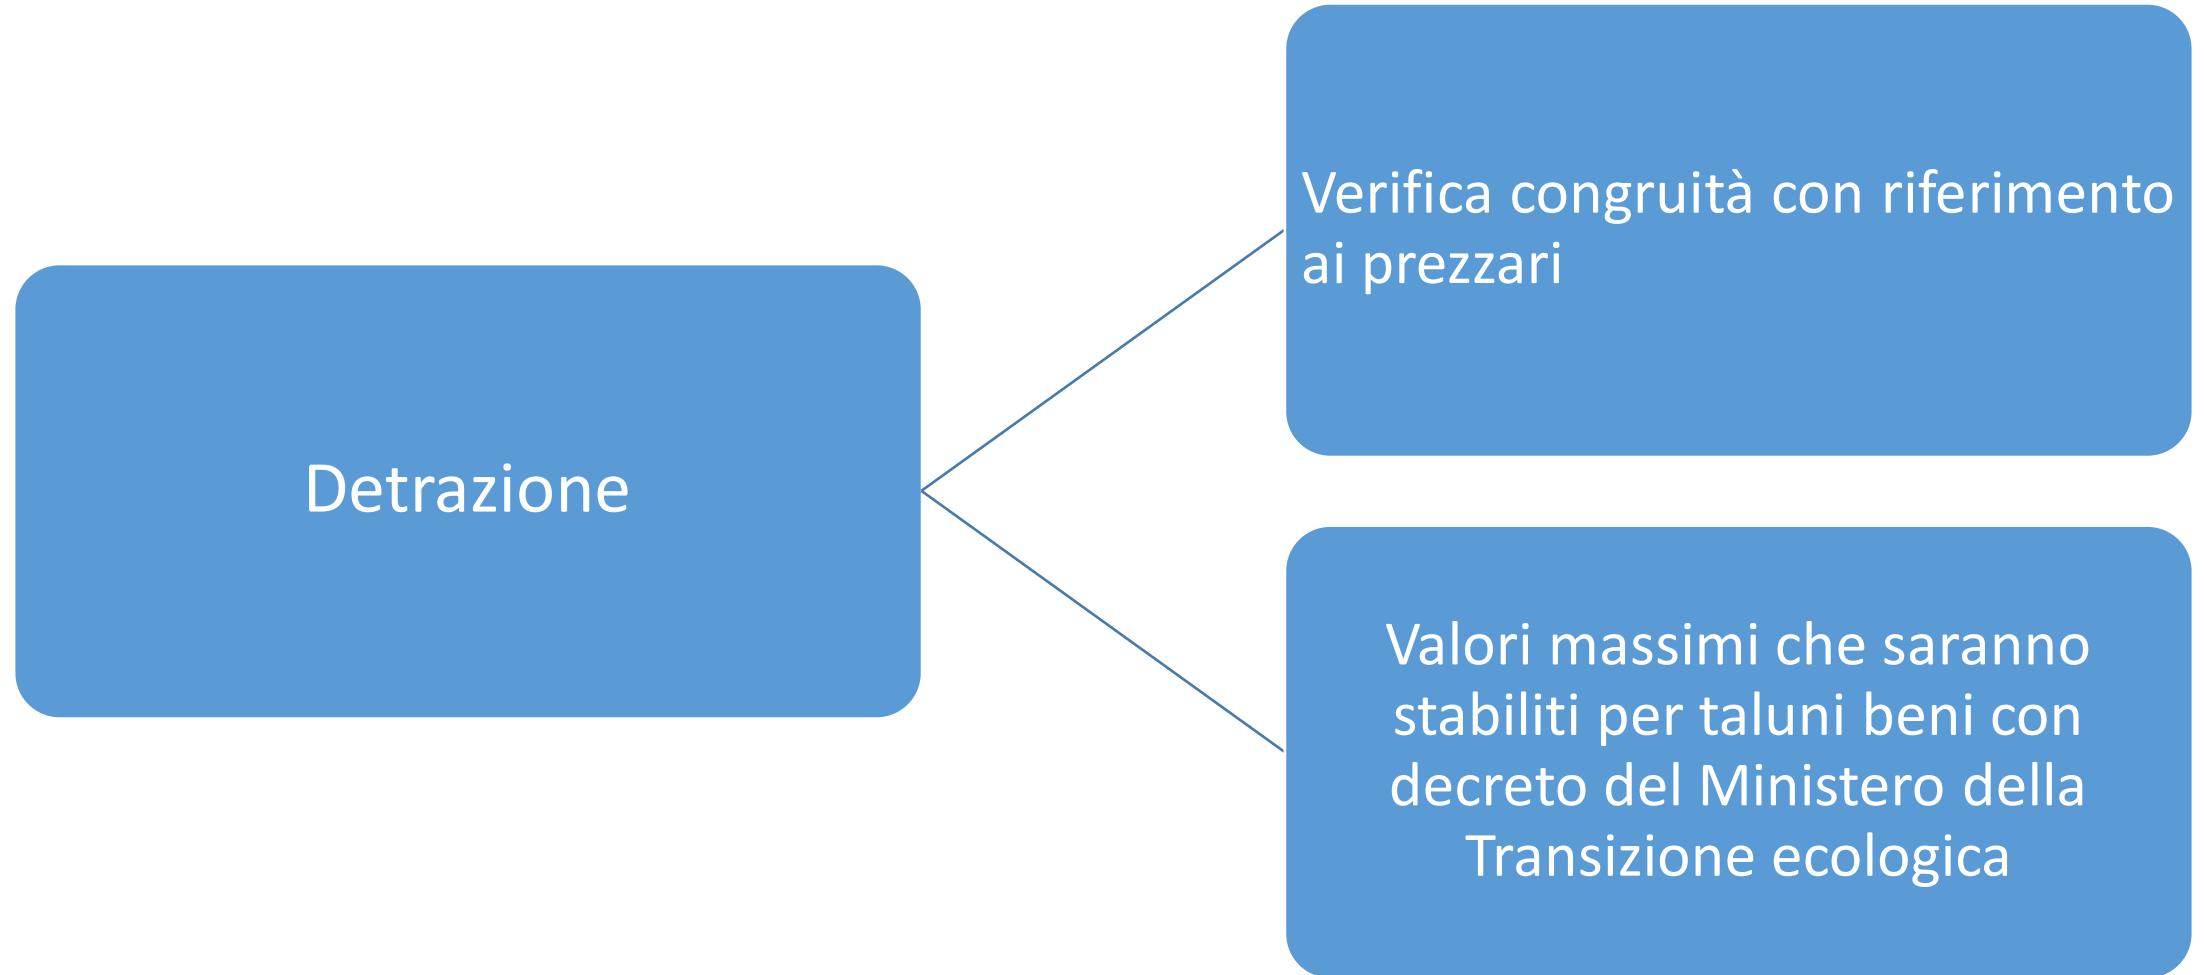 Detrazione
Verifica congruità con riferimento
ai prezzari
Valori massimi che saranno
stabiliti per taluni beni con
decreto del Ministero della
Transizione ecologica